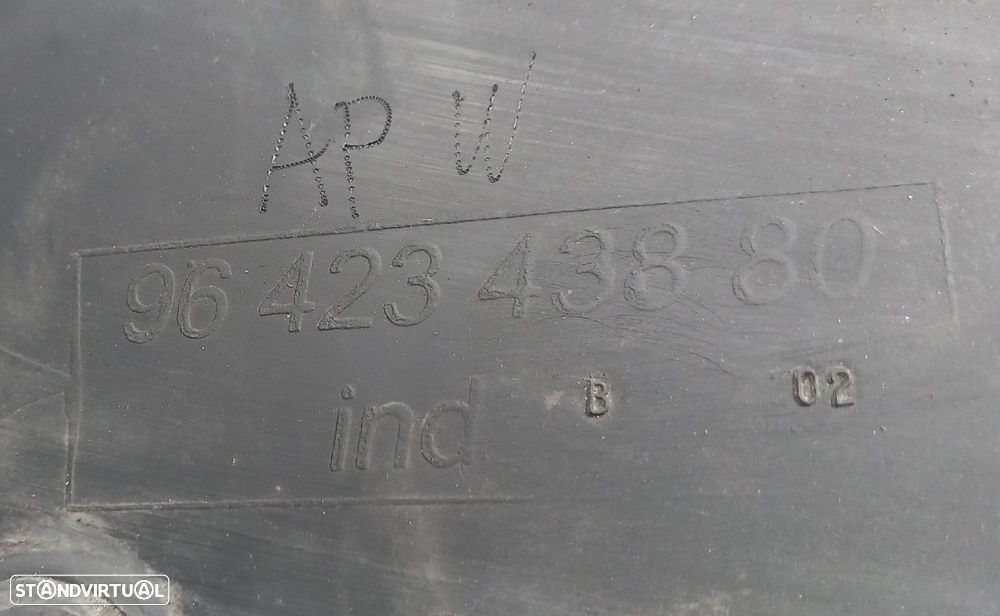 AP W
96 423 438 80
ind B 02
STANDVIRTUAL